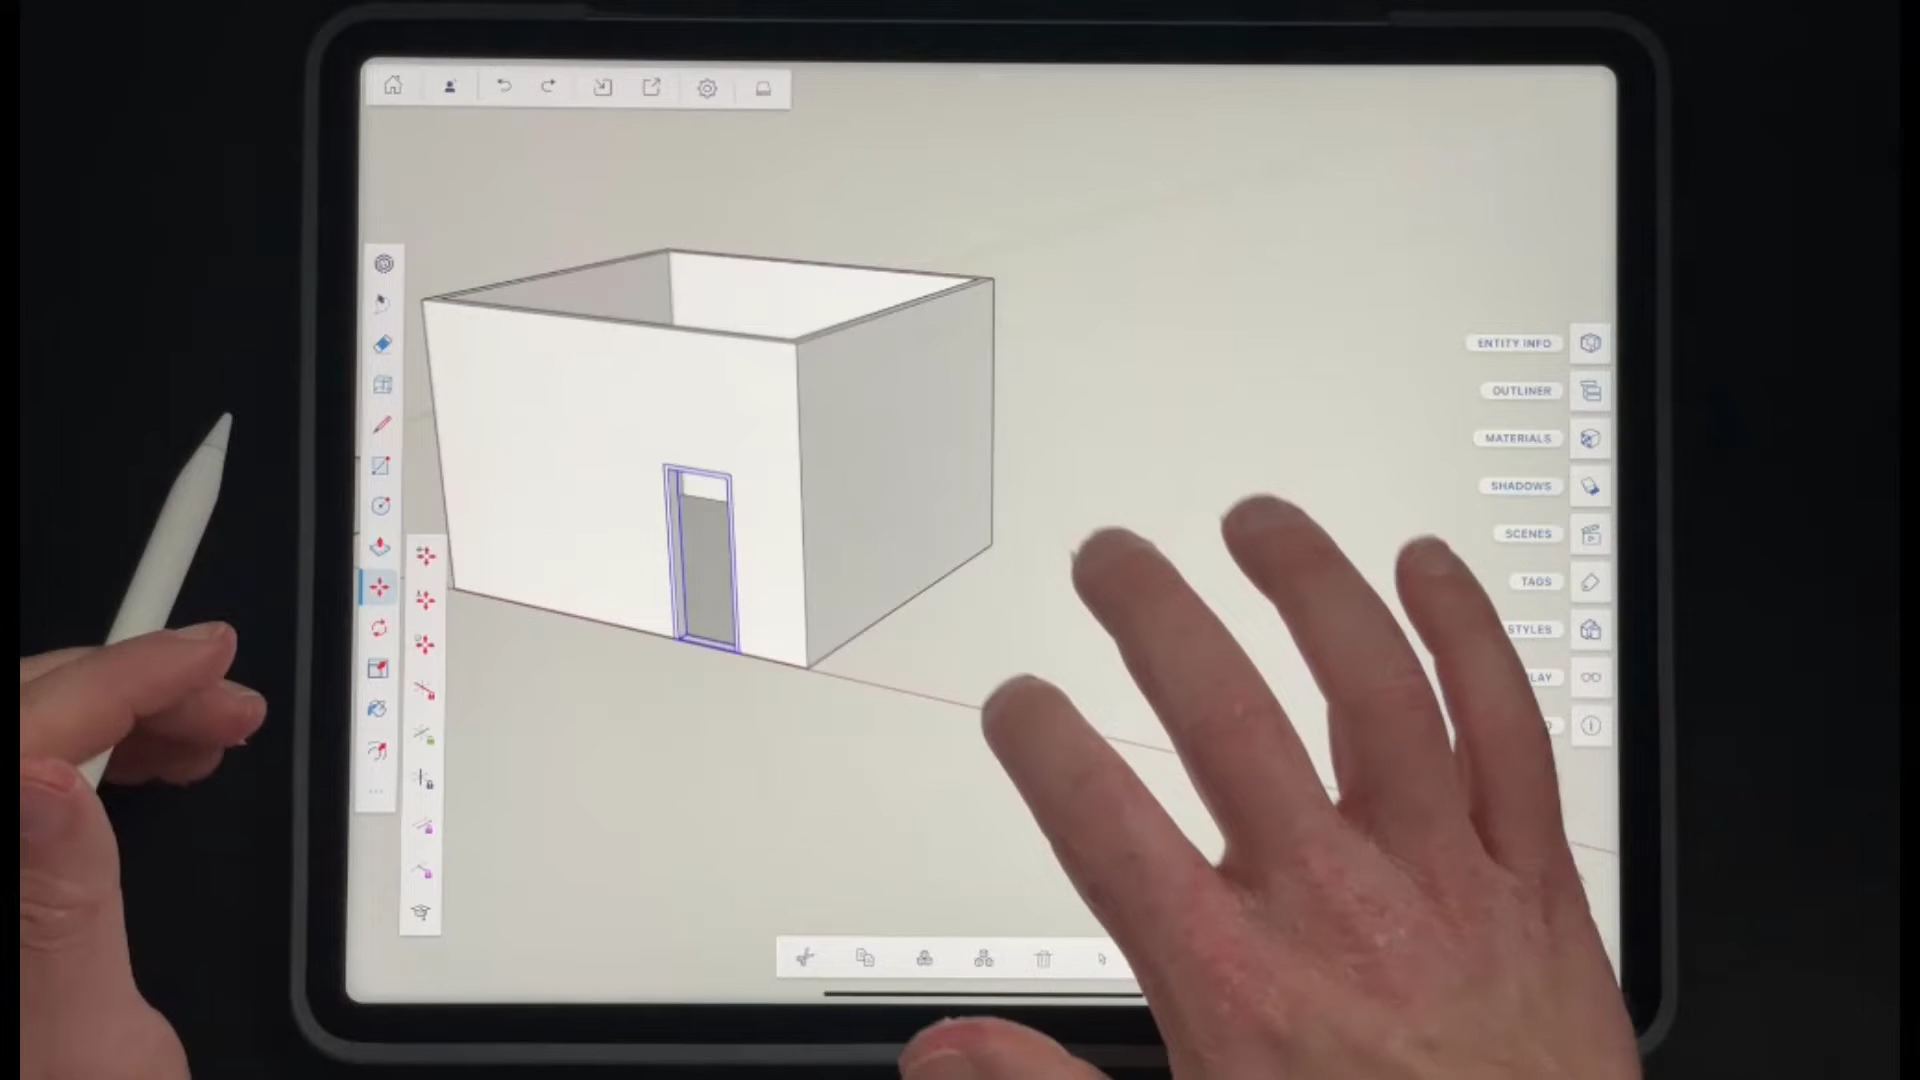 ENTITY INFO
OUTLINER
MATERIALS
SHADOWS
SCENES
TAGS
STYLES